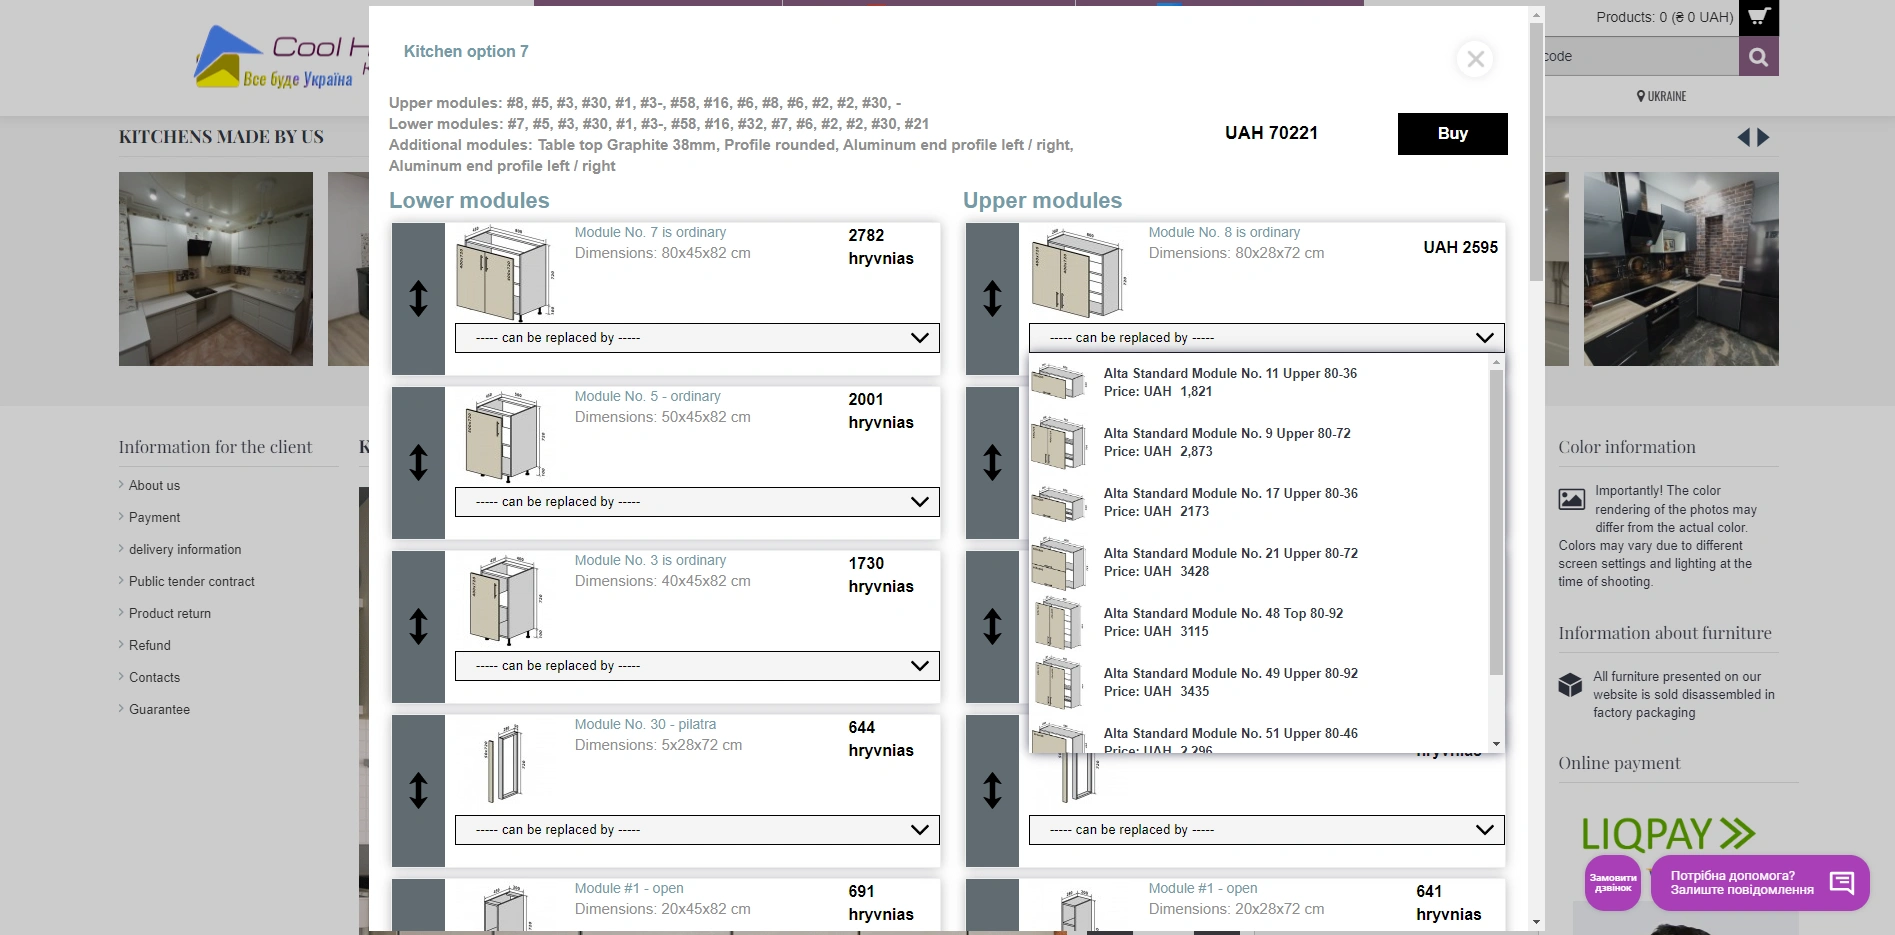 Cool H
Все буде Україна
Products: 0 (₴ 0 UAH)
code
UKRAINE
KITCHENS MADE BY US
Kitchen option 7
Upper modules: #8, #5, #3, #30, #1, #3-, #58, #16, #6, #8, #6, #2, #2, #30, -
Lower modules: #7, #5, #3, #30, #1, #3-, #58, #16, #32, #7, #6, #2, #2, #30, #21
Additional modules: Table top Graphite 38mm, Profile rounded, Aluminum end profile left / right,
Aluminum end profile left / right
UAH 70221
Buy
Lower modules
Module No. 7 is ordinary
Dimensions: 80x45x82 cm
2782
hryvnias
----- can be replaced by -----
Module No. 5 - ordinary
Dimensions: 50x45x82 cm
2001
hryvnias
----- can be replaced by -----
Module No. 3 is ordinary
Dimensions: 40x45x82 cm
1730
hryvnias
----- can be replaced by -----
Module No. 30 - pilatra
Dimensions: 5x28x72 cm
644
hryvnias
----- can be replaced by -----
Module #1 - open
Dimensions: 20x45x82 cm
691
hryvnias
Upper modules
Module No. 8 is ordinary
Dimensions: 80x28x72 cm
UAH 2595
----- can be replaced by -----
Alta Standard Module No. 11 Upper 80-36
Price: UAH 1,821
Alta Standard Module No. 9 Upper 80-72
Price: UAH 2,873
Alta Standard Module No. 17 Upper 80-36
Price: UAH 2173
Alta Standard Module No. 21 Upper 80-72
Price: UAH 3428
Alta Standard Module No. 48 Top 80-92
Price: UAH 3115
Alta Standard Module No. 49 Upper 80-92
Price: UAH 3435
Alta Standard Module No. 51 Upper 80-46
Price: UAH 2,296
hryvnias
----- can be replaced by -----
Module #1 - open
Dimensions: 20x28x72 cm
641
hryvnias
Information for the client
About us
Payment
delivery information
Public tender contract
Product return
Refund
Contacts
Guarantee
K
Color information
Importantly! The color
rendering of the photos may
differ from the actual color.
Colors may vary due to different
screen settings and lighting at the
time of shooting.
Information about furniture
All furniture presented on our
website is sold disassembled in
factory packaging
Online payment
LIQPAY
Замовити
дзвінок
Потрібна допомога?
Залиште повідомлення